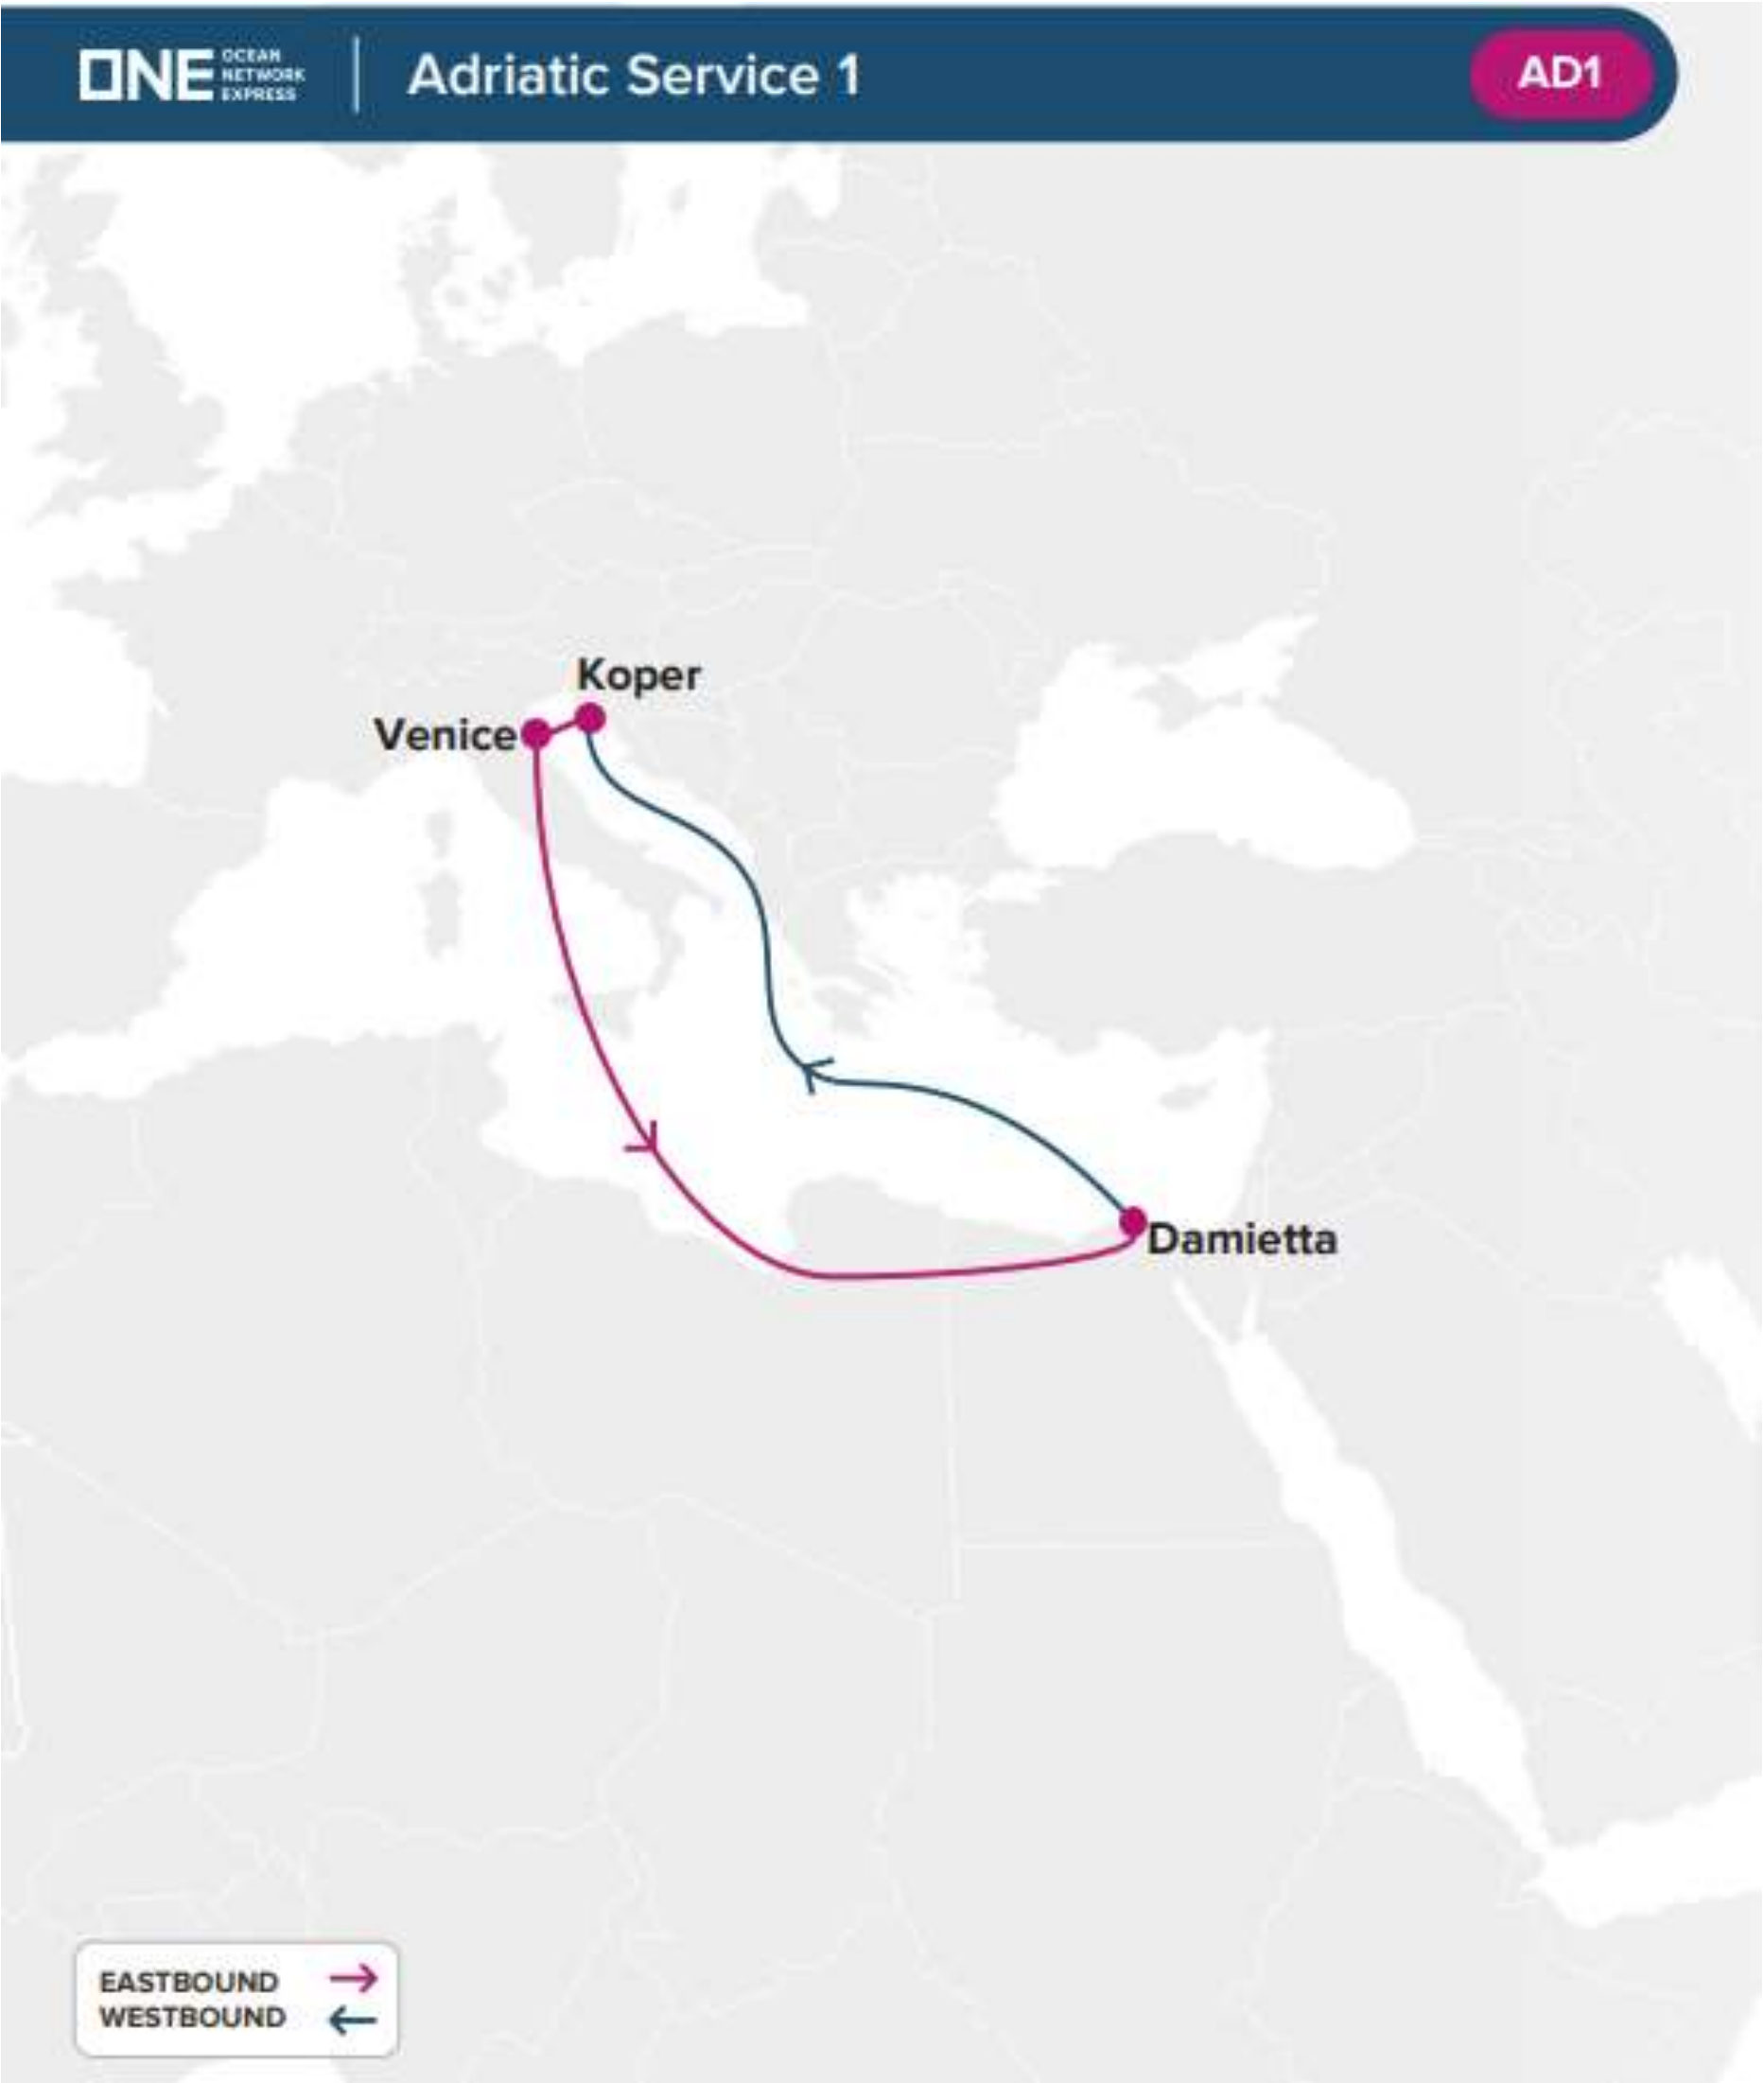 ONE OCEAN
NETWORK
EXPRESS
Adriatic Service 1
AD1
Koper
Venice
Damietta
EASTBOUND
WESTBOUND